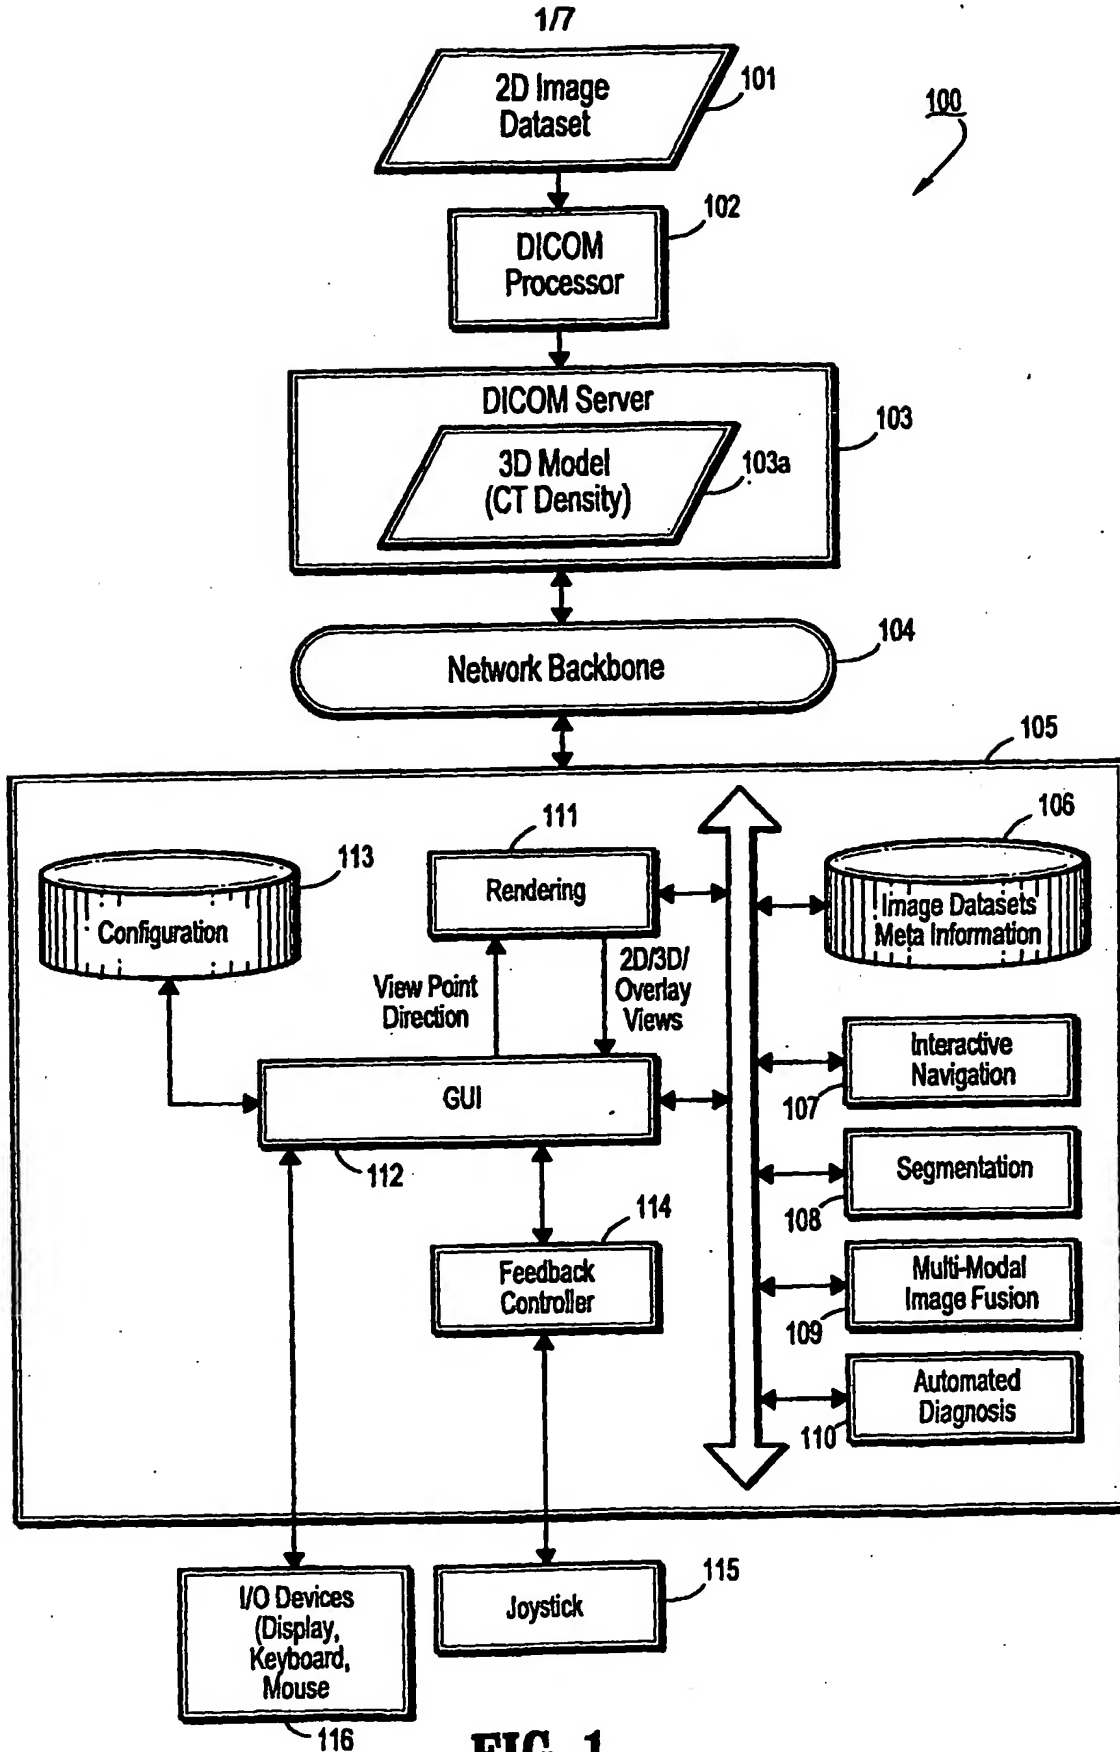 1/7
2D Image
Dataset
101
100
102
DICOM
Processor
DICOM Server
103
3D Model
(CT Density)
103a
104
Network Backbone
105
111
106
113
Rendering
Configuration
Image Datasets
Meta Information
View Point
Direction
2D/3D/
Overlay
Views
Interactive
Navigation
107
GUI
112
Segmentation
108
114
Feedback
Controller
Multi-Modal
Image Fusion
109
Automated
Diagnosis
110
I/O Devices
(Display,
Keyboard,
Mouse
116
Joystick
115
FIG. 1